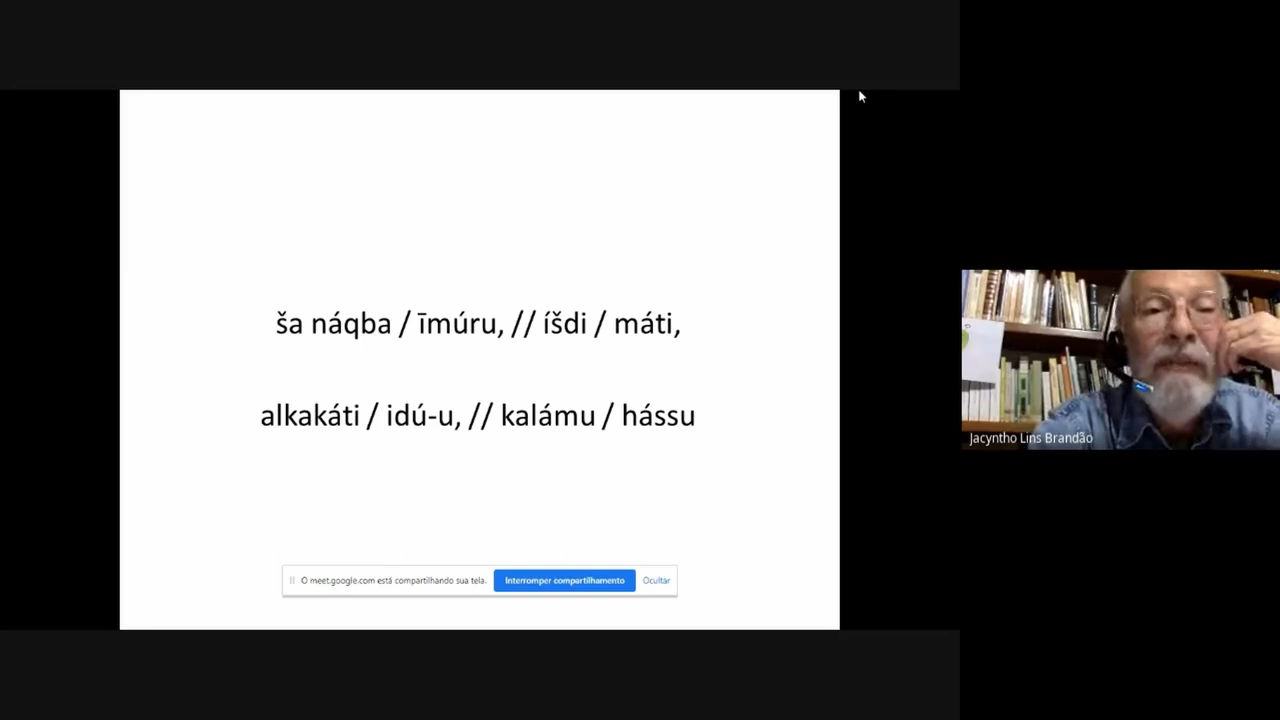 ša náqba / īmúru, // íšdi / máti,
alkakáti / idú-u, // kalámu / hássu
Jacyntho Lins Brandão
O meet.google.com está compartilhando sua tela. Interromper compartilhamento Ocultar